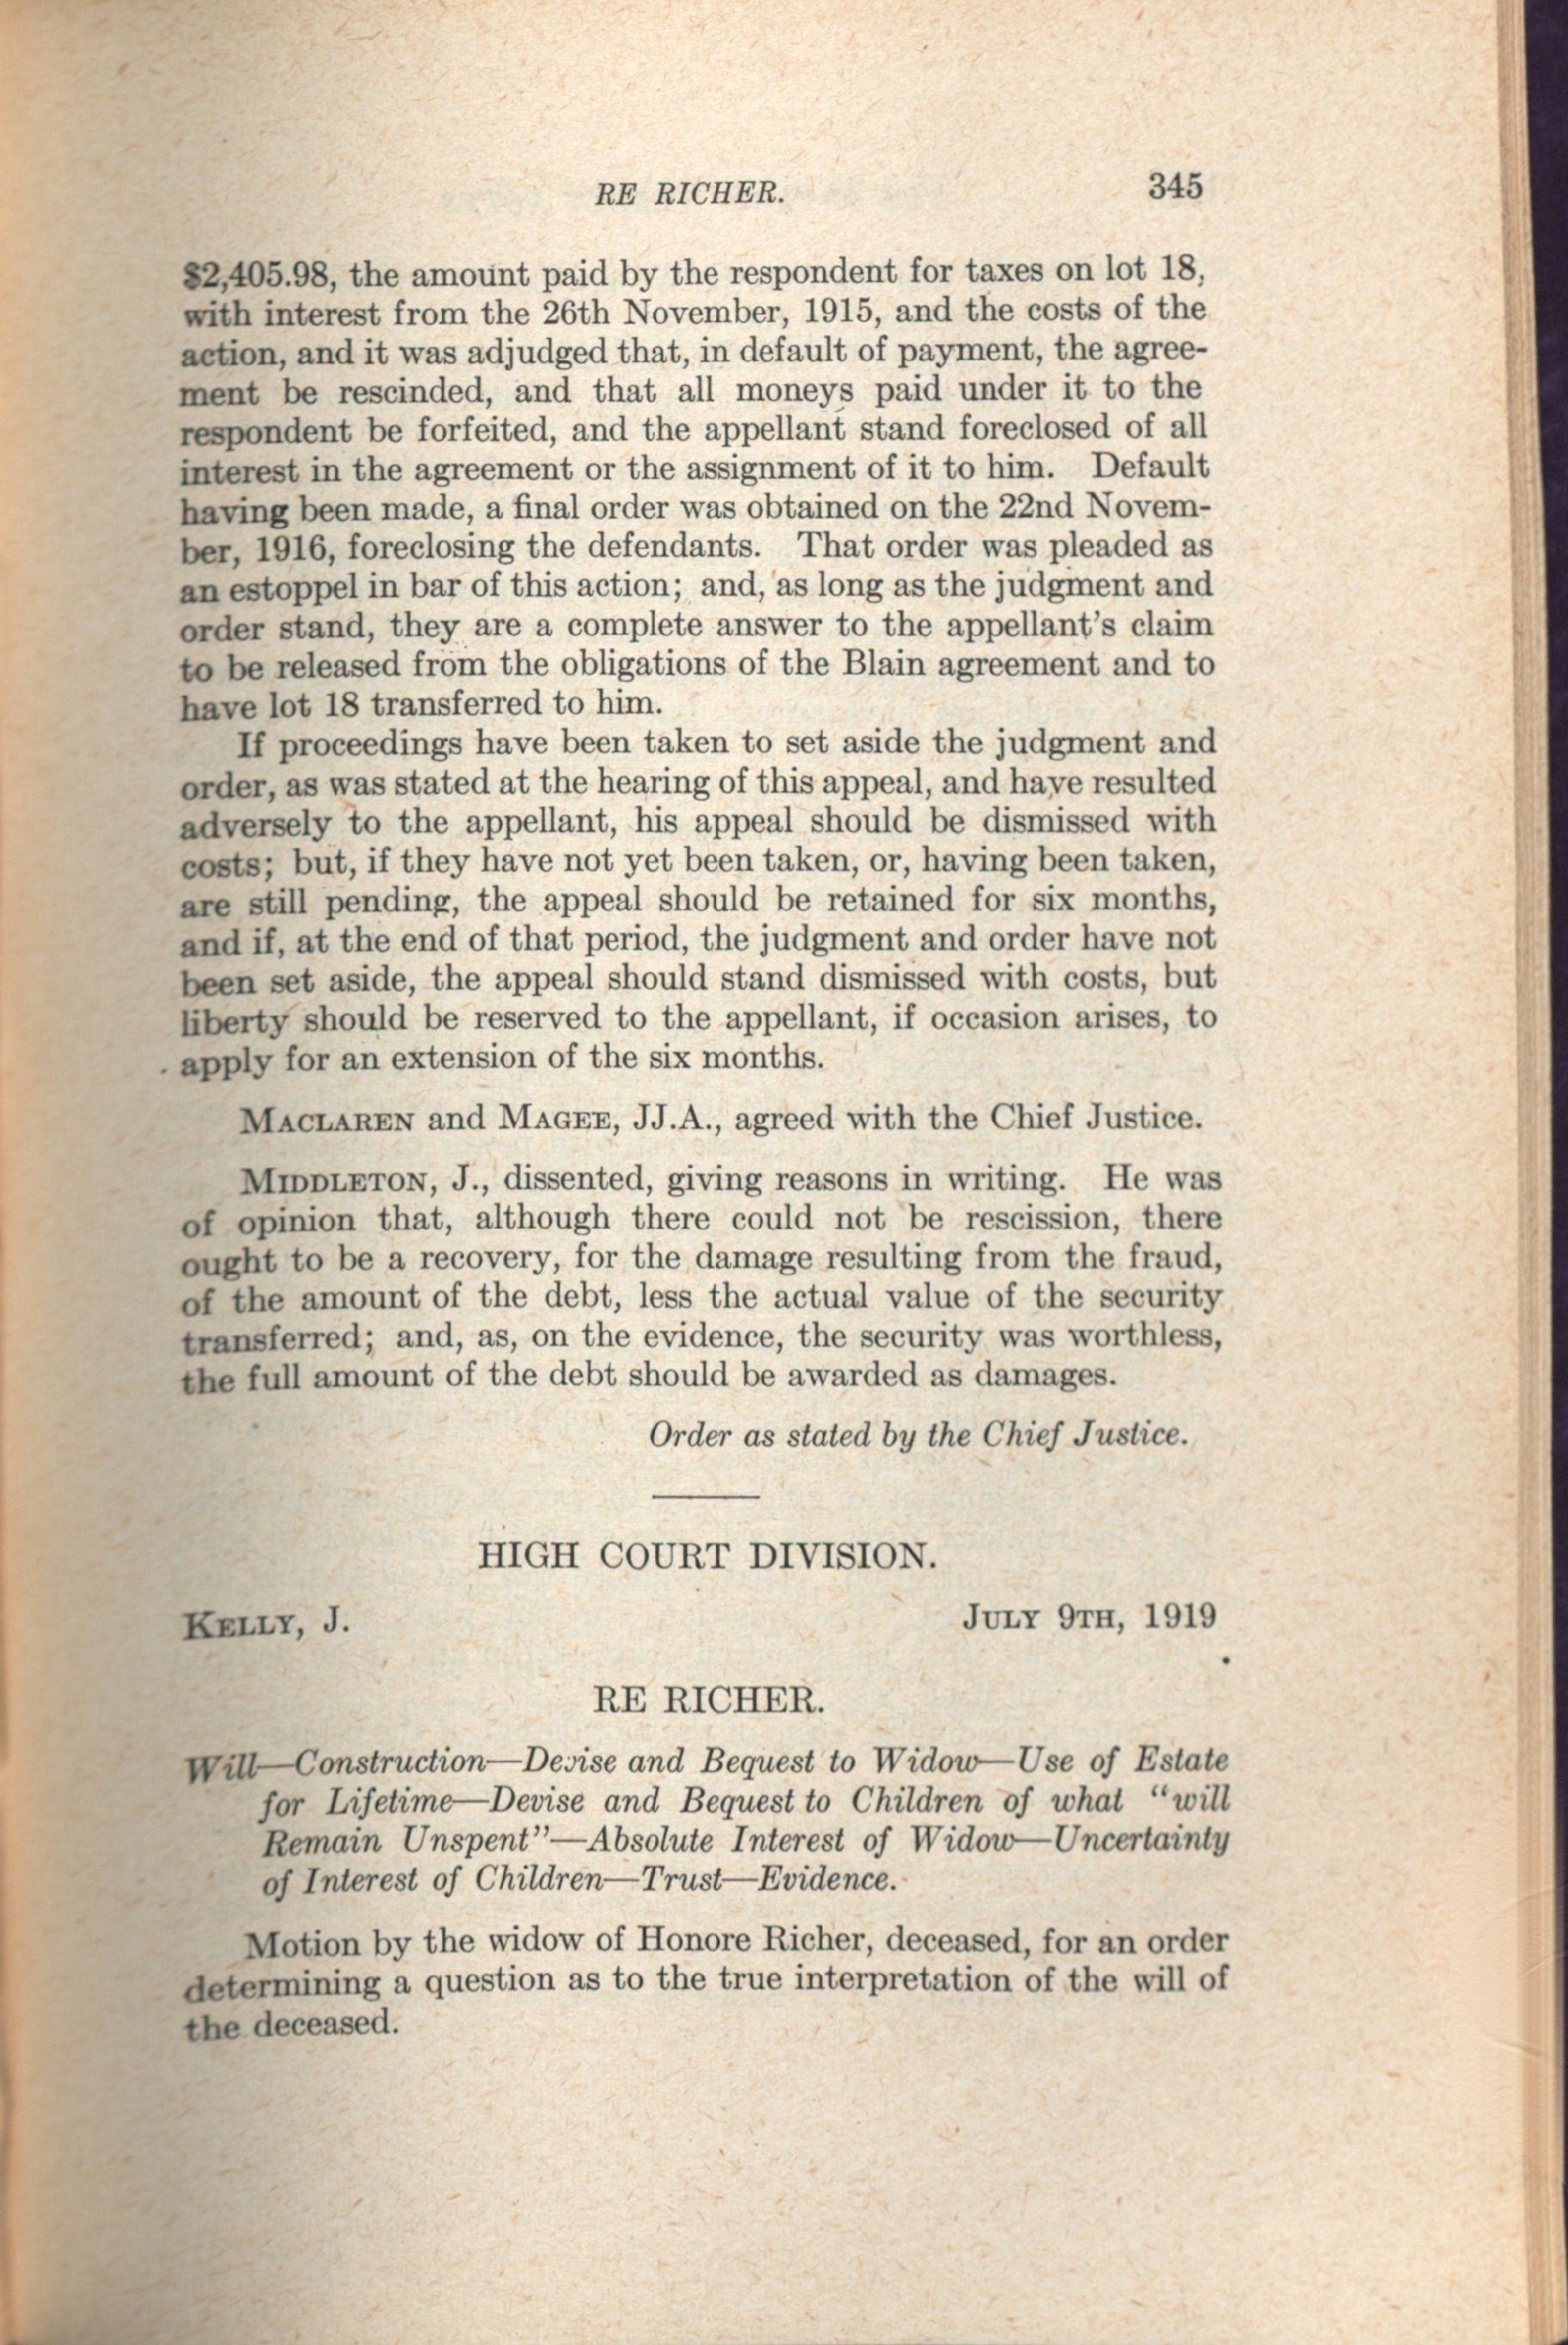 RE RICHER.
345
$2,405.98, the amount paid by the respondent for taxes on lot 18,
with interest from the 26th November, 1915, and the costs of the
action, and it was adjudged that, in default of payment, the agree-
ment be rescinded, and that all moneys paid under it to the
respondent be forfeited, and the appellant stand foreclosed of all
interest in the agreement or the assignment of it to him. Default
having been made, a final order was obtained on the 22nd Novem-
ber, 1916, foreclosing the defendants. That order was pleaded as
an estoppel in bar of this action; and, as long as the judgment and
order stand, they are a complete answer to the appellant's claim
to be released from the obligations of the Blain agreement and to
have lot 18 transferred to him.
If proceedings have been taken to set aside the judgment and
order, as was stated at the hearing of this appeal, and have resulted
adversely to the appellant, his appeal should be dismissed with
costs; but, if they have not yet been taken, or, having been taken,
are still pending, the appeal should be retained for six months,
and if, at the end of that period, the judgment and order have not
been set aside, the appeal should stand dismissed with costs, but
liberty should be reserved to the appellant, if occasion arises, to
apply for an extension of the six months.
MACLAREN and MAGEE, JJ.A., agreed with the Chief Justice.
MIDDLETON, J., dissented, giving reasons in writing. He was
of opinion that, although there could not be rescission, there
ought to be a recovery, for the damage resulting from the fraud,
of the amount of the debt, less the actual value of the security
transferred; and, as, on the evidence, the security was worthless,
the full amount of the debt should be awarded as damages.
Order as stated by the Chief Justice.
HIGH COURT DIVISION.
KELLY, J.
JULY 9TH, 1919
RE RICHER.
Will—Construction—Devise and Bequest to Widow—Use of Estate
for Lifetime—Devise and Bequest to Children of what "will
Remain Unspent"—Absolute Interest of Widow—Uncertainty
of Interest of Children—Trust—Evidence.
Motion by the widow of Honore Richer, deceased, for an order
determining a question as to the true interpretation of the will of
the deceased.